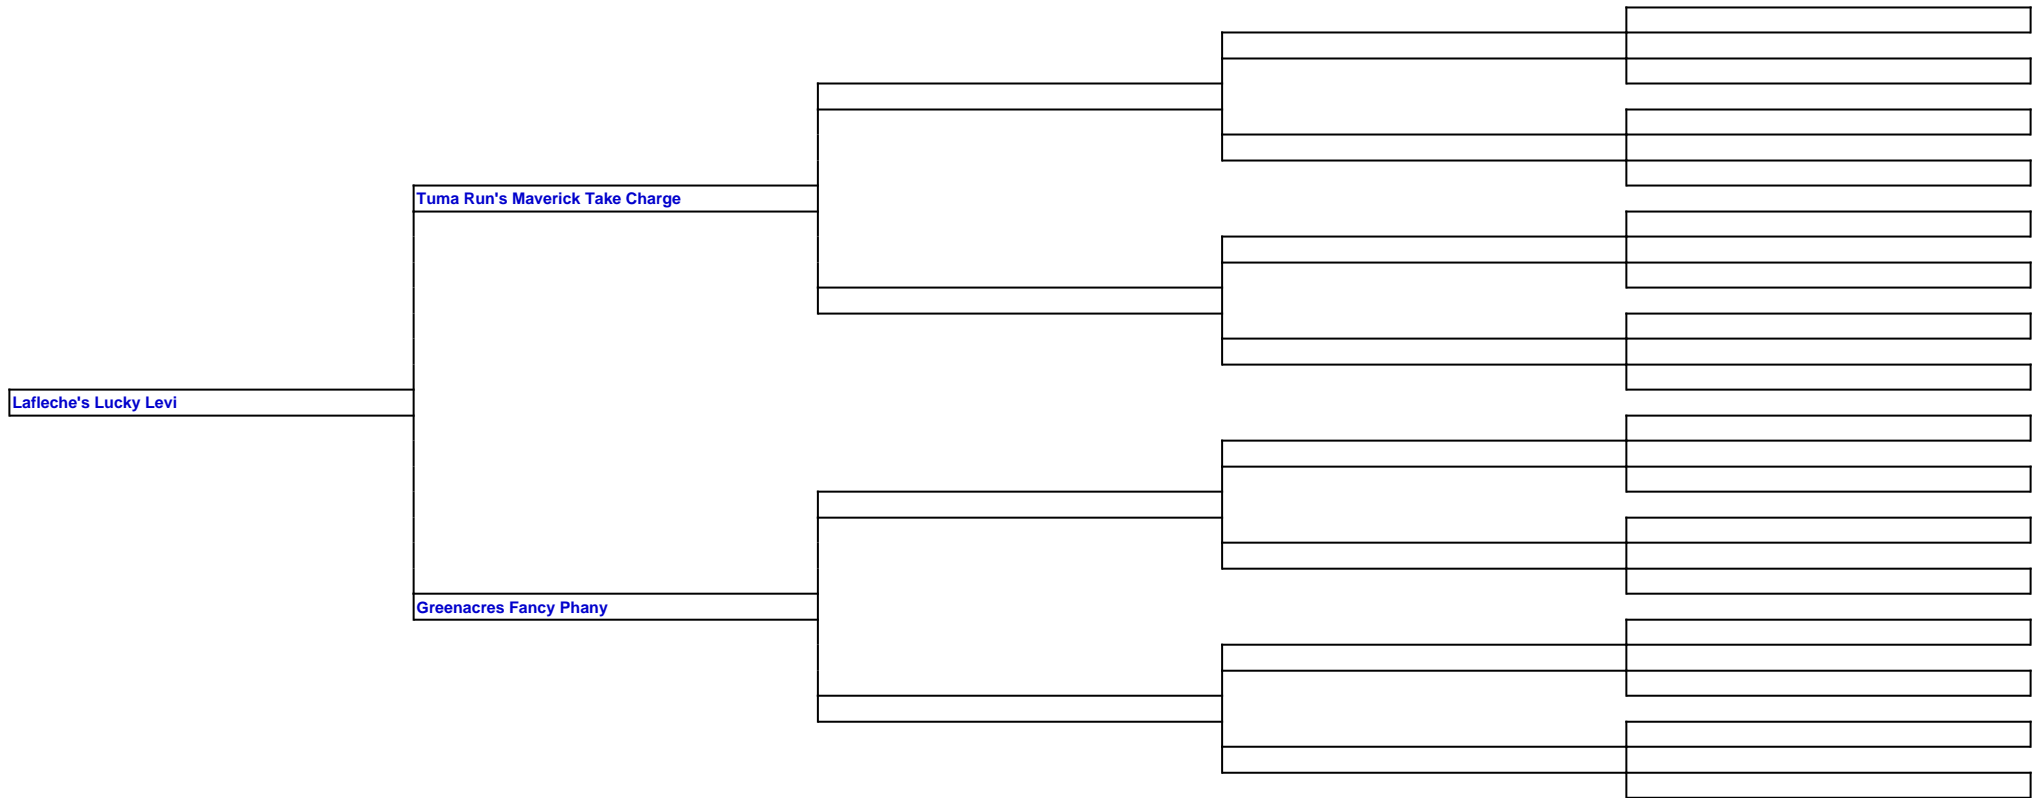 Tuma Run's Maverick Take Charge
Lafleche's Lucky Levi
Greenacres Fancy Phany